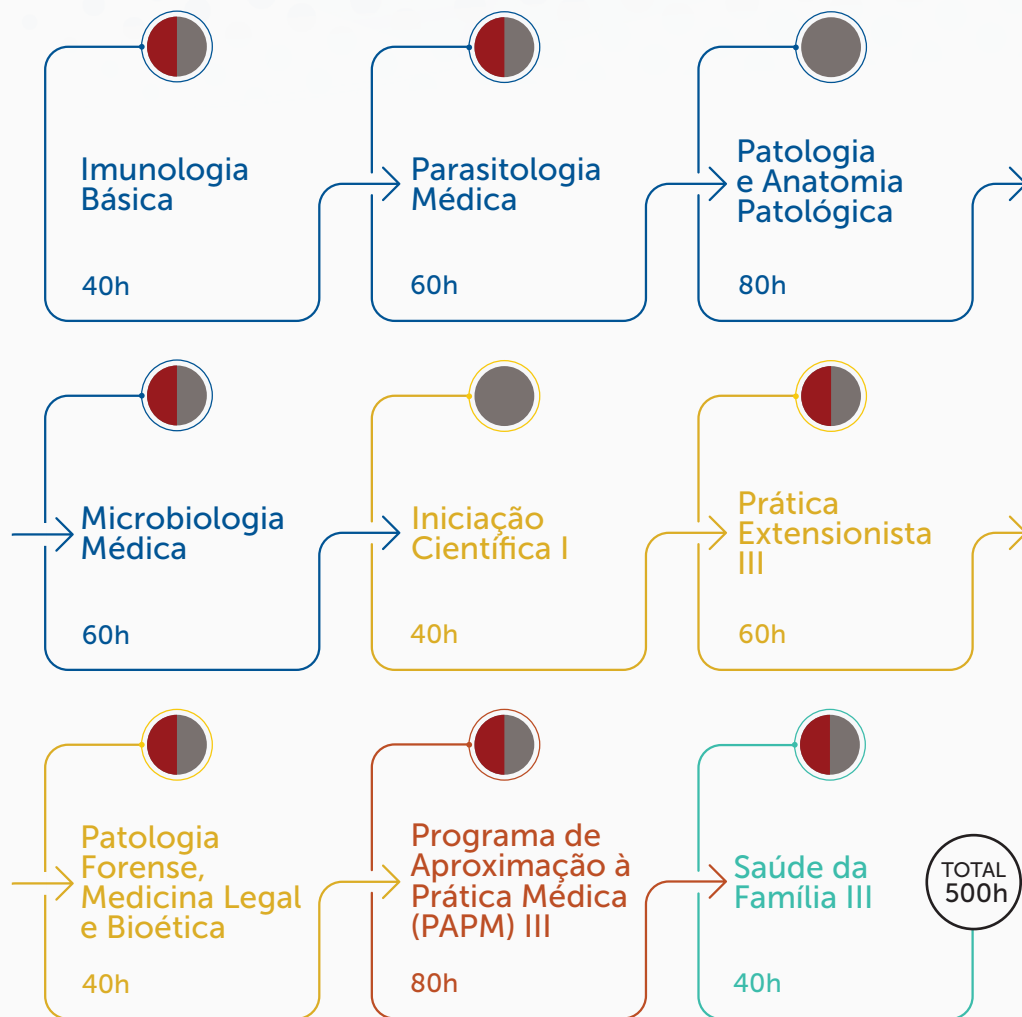 Imunologia
Básica
40h
Parasitologia
Médica
60h
Patologia
e Anatomia
Patológica
80h
Microbiologia
Médica
60h
Iniciação
Científica I
40h
Prática
Extensionista
III
60h
Patologia
Forense,
Medicina Legal
e Bioética
40h
Programa de
Aproximação à
Prática Médica
(PAPM) III
80h
Saúde da
Família III
40h
TOTAL
500h